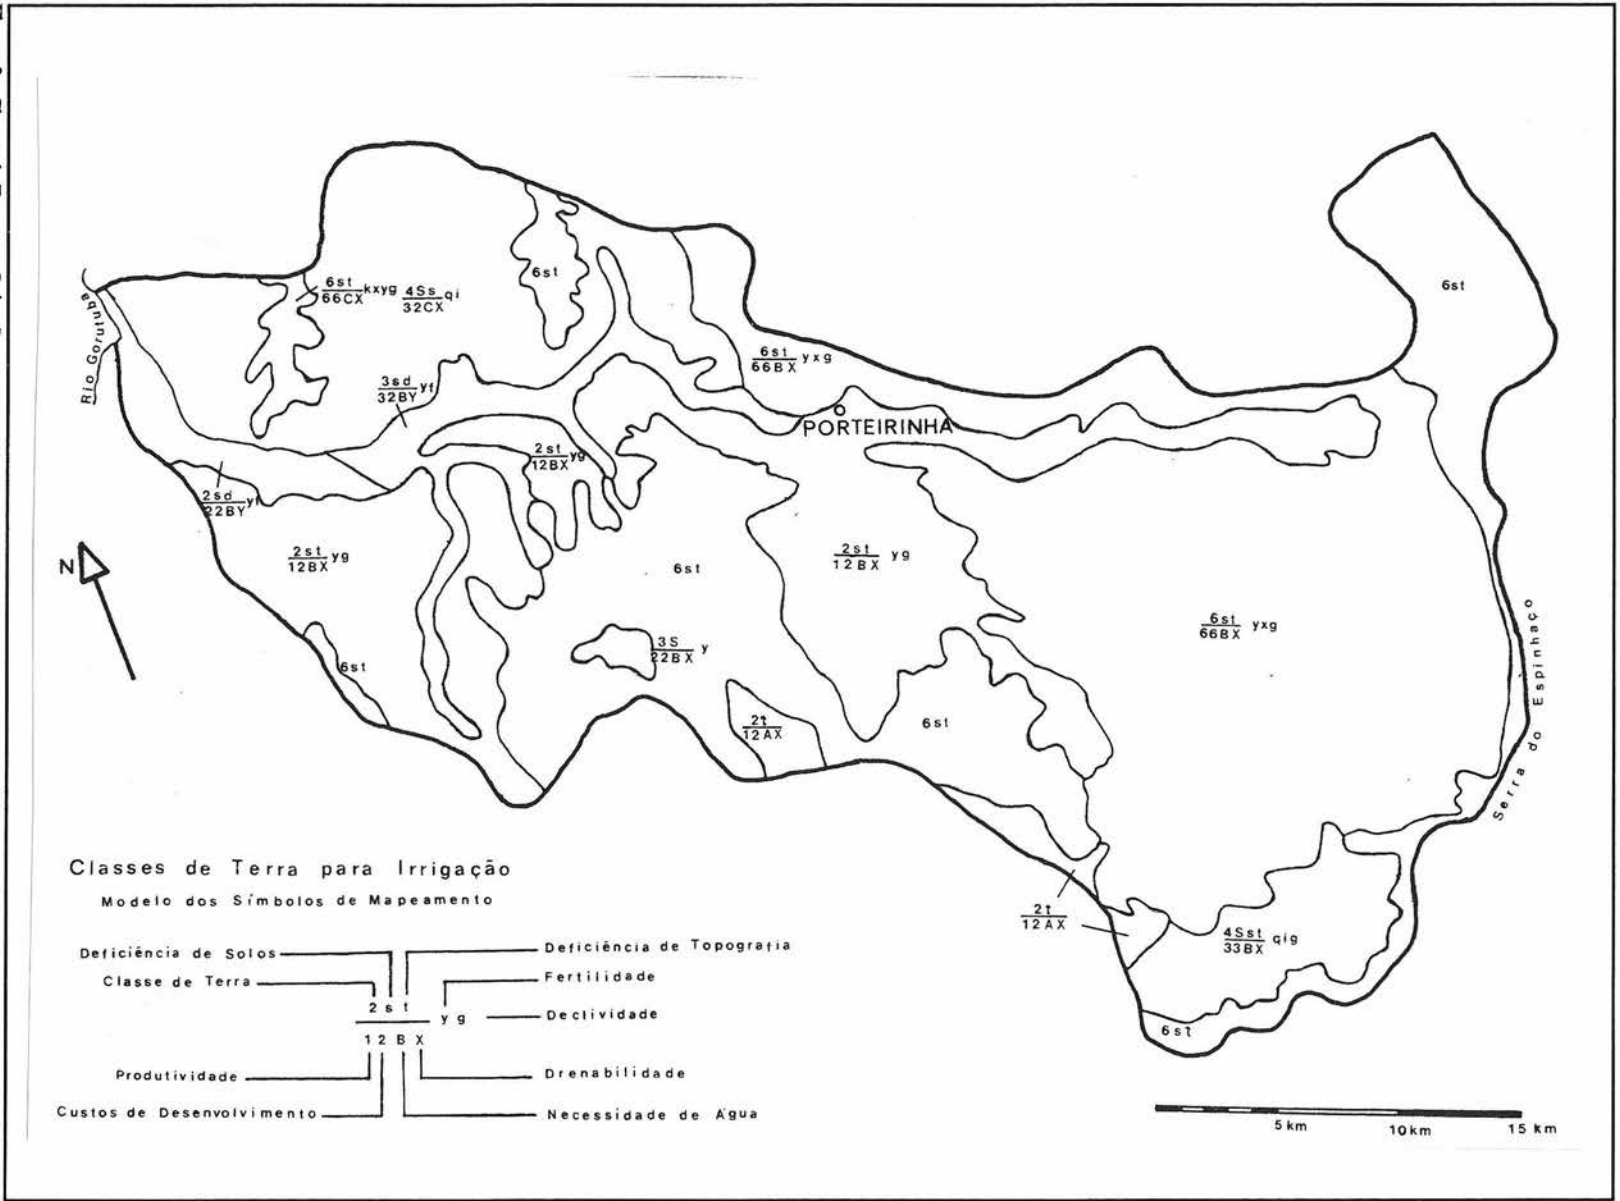 6st
6st
6st
66CX
kxyg
4Ss
32CX
qi
Rio Gorutuba
6st
66BX
yxg
3sd
32BY
yf
PORTEIRINHA
2st
12BX
yg
2sd
22BY
yf
2st
12BX
yg
6st
2st
12BX
yg
N
6st
66BX
yxg
Serra do Espinhaço
3S
22BX
y
6st
2t
12AX
6st
2t
12AX
4Sst
33BX
qig
6st
Classes de Terra para Irrigação
Modelo dos Símbolos de Mapeamento
Deficiência de Solos
Deficiência de Topografia
Classe de Terra
Fertilidade
2 s t
y g
Declividade
1 2 B X
Produtividade
Drenabilidade
Custos de Desenvolvimento
Necessidade de Água
5 km
10 km
15 km